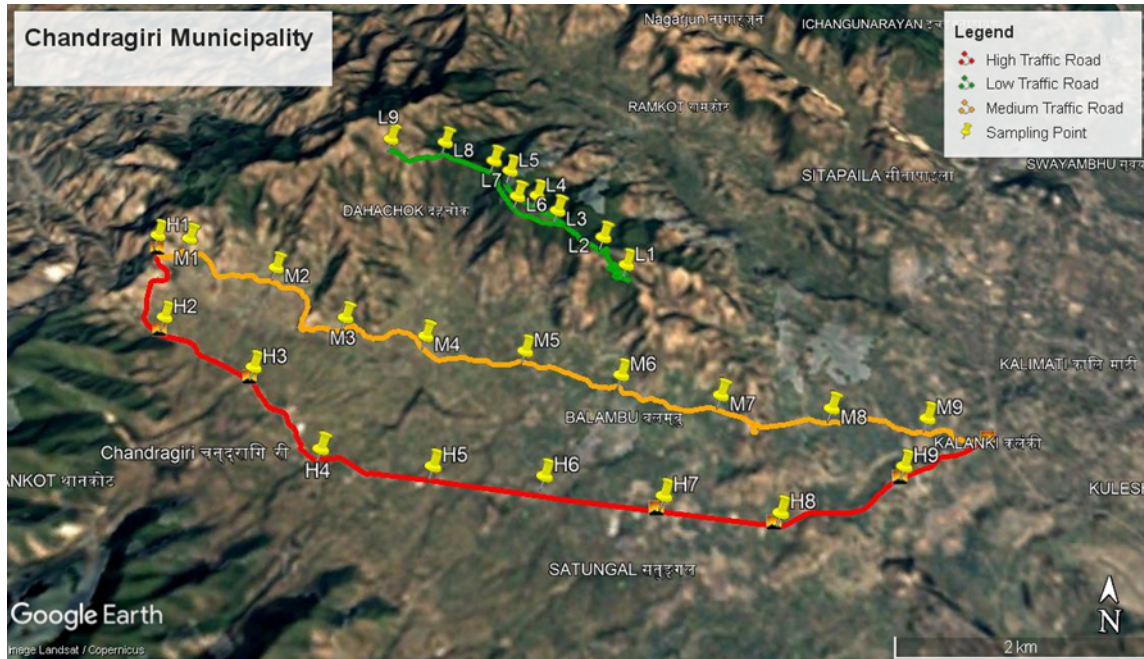 Chandragiri Municipality
Nagarjun नागार्जुन
ICHANGUNARAYAN
Legend
High Traffic Road
Low Traffic Road
Medium Traffic Road
Sampling Point
RAMKOT रामकोट
SWAYAMBHU
SITAPAILA सीतापाइला
L9
L8
L5
L7
L4
L6
DAHACHOK दहचोक
L3
L2
L1
H1
M1
M2
H2
M3
M4
M5
H3
M6
KALIMATI कालि माटी
M7
M8
M9
BALAMBU बलम्बु
KALANKI कलंकी
Chandragiri चन्द्रागि री
H4
H5
H6
H9
ANKOT थानकोट
H7
H8
KULESH
SATUNGAL सतुङ्गल
Google Earth
N
Image Landsat / Copernicus
2 km